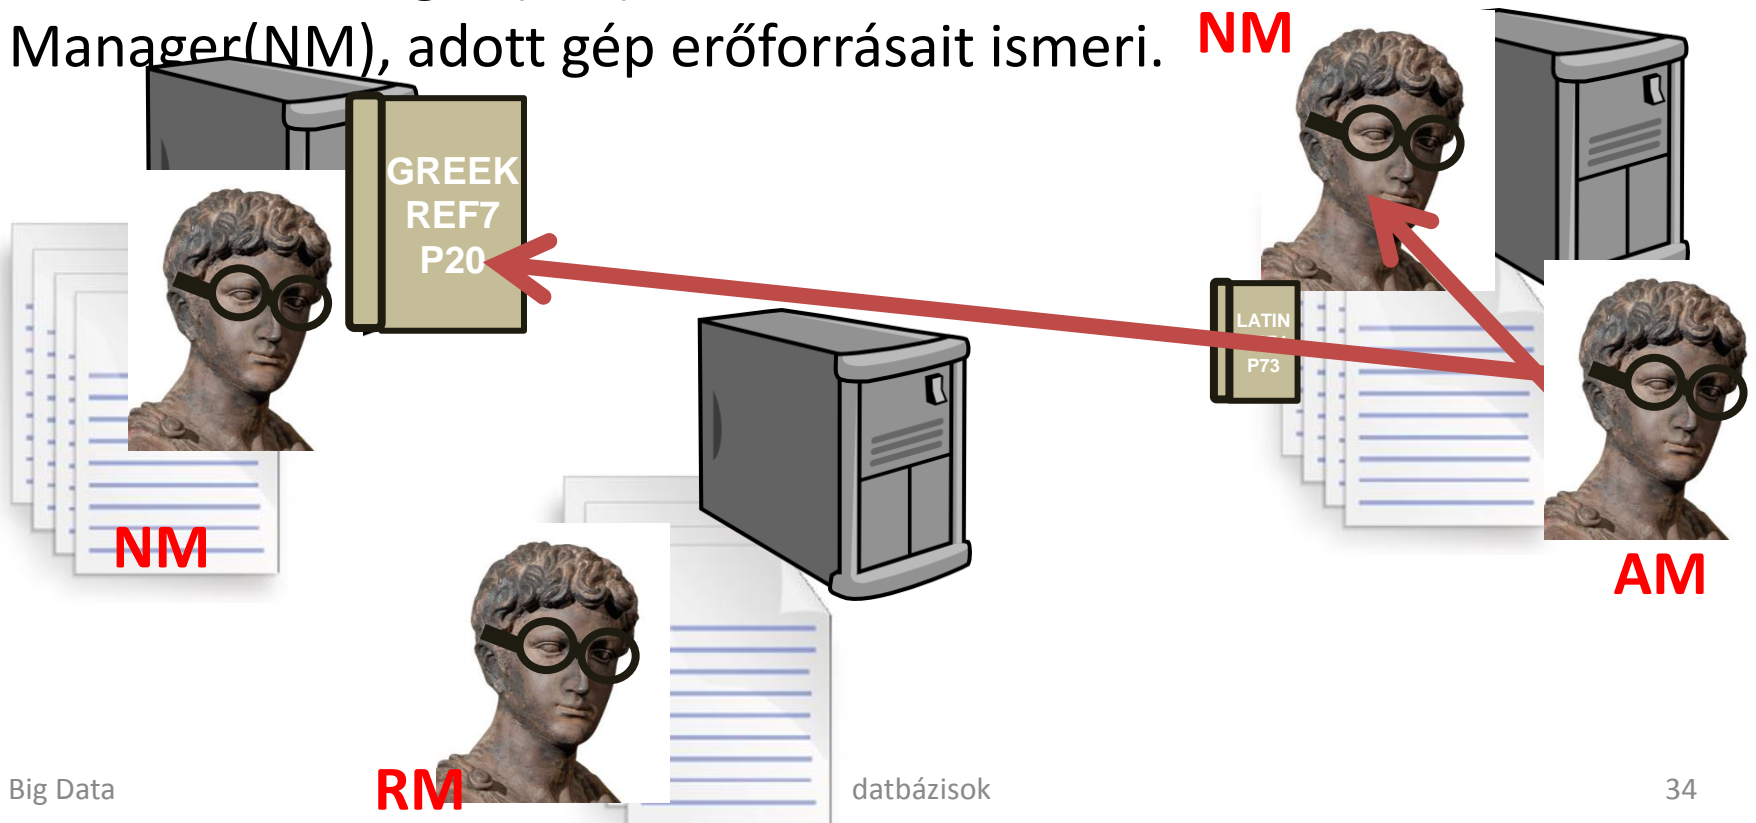 Manager(NM), adott gép erőforrásait ismeri.
NM
GREEK
REF7
P20
LATIN
P73
NM
AM
RM
Big Data
datbázisok
34